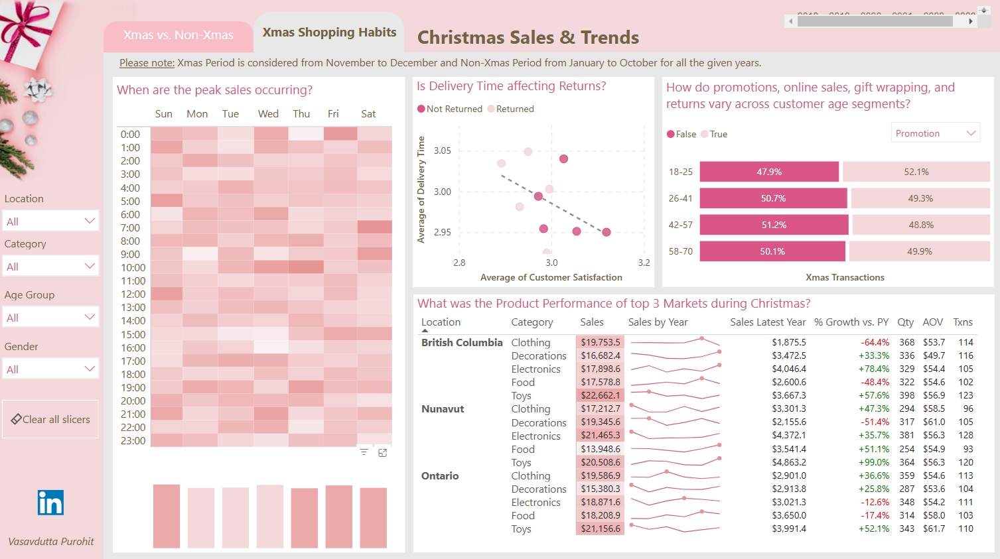 Xmas vs. Non-Xmas
Xmas Shopping Habits
Christmas Sales & Trends
Please note: Xmas Period is considered from November to December and Non-Xmas Period from January to October for all the given years.
Location
All
Category
All
Age Group
All
Gender
All
Clear all slicers
in
Vasavdutta Purohit
When are the peak sales occurring?
Sun Mon Tue Wed Thu Fri Sat
0:00
1:00
2:00
3:00
4:00
5:00
6:00
7:00
8:00
9:00
10:00
11:00
12:00
13:00
14:00
15:00
16:00
17:00
18:00
19:00
20:00
21:00
22:00
23:00
Is Delivery Time affecting Returns?
Not Returned Returned
Average of Delivery Time
3.05
3.00
2.95
2.8 3.0 3.2
Average of Customer Satisfaction
How do promotions, online sales, gift wrapping, and
returns vary across customer age segments?
False True
Promotion
18-25 47.9% 52.1%
26-41 50.7% 49.3%
42-57 51.2% 48.8%
58-70 50.1% 49.9%
Xmas Transactions
What was the Product Performance of top 3 Markets during Christmas?
Location Category Sales Sales by Year Sales Latest Year % Growth vs. PY Qty AOV Txns
British Columbia Clothing $19,753.5 $1,875.5 -64.4% 368 $53.7 114
Decorations $16,682.4 $3,472.5 +33.3% 336 $49.7 116
Electronics $17,898.6 $4,046.4 +78.4% 329 $54.4 105
Food $17,578.8 $2,600.6 -48.4% 322 $54.6 102
Toys $22,662.1 $3,667.3 +57.6% 398 $56.9 123
Nunavut Clothing $17,212.7 $3,301.3 +47.3% 294 $58.5 96
Decorations $19,345.6 $2,155.6 -51.4% 317 $61.0 105
Electronics $21,465.3 $4,372.1 +35.7% 381 $56.3 128
Food $13,948.6 $3,541.4 +51.1% 254 $54.9 93
Toys $20,508.6 $4,863.2 +99.0% 364 $56.3 120
Ontario Clothing $19,586.9 $2,901.0 +36.6% 359 $54.6 113
Decorations $15,380.3 $2,913.8 +25.8% 287 $53.6 104
Electronics $18,871.6 $3,021.3 -12.6% 348 $54.2 111
Food $18,208.9 $3,650.0 -17.4% 314 $58.0 103
Toys $21,156.6 $3,991.4 +52.1% 343 $61.7 110